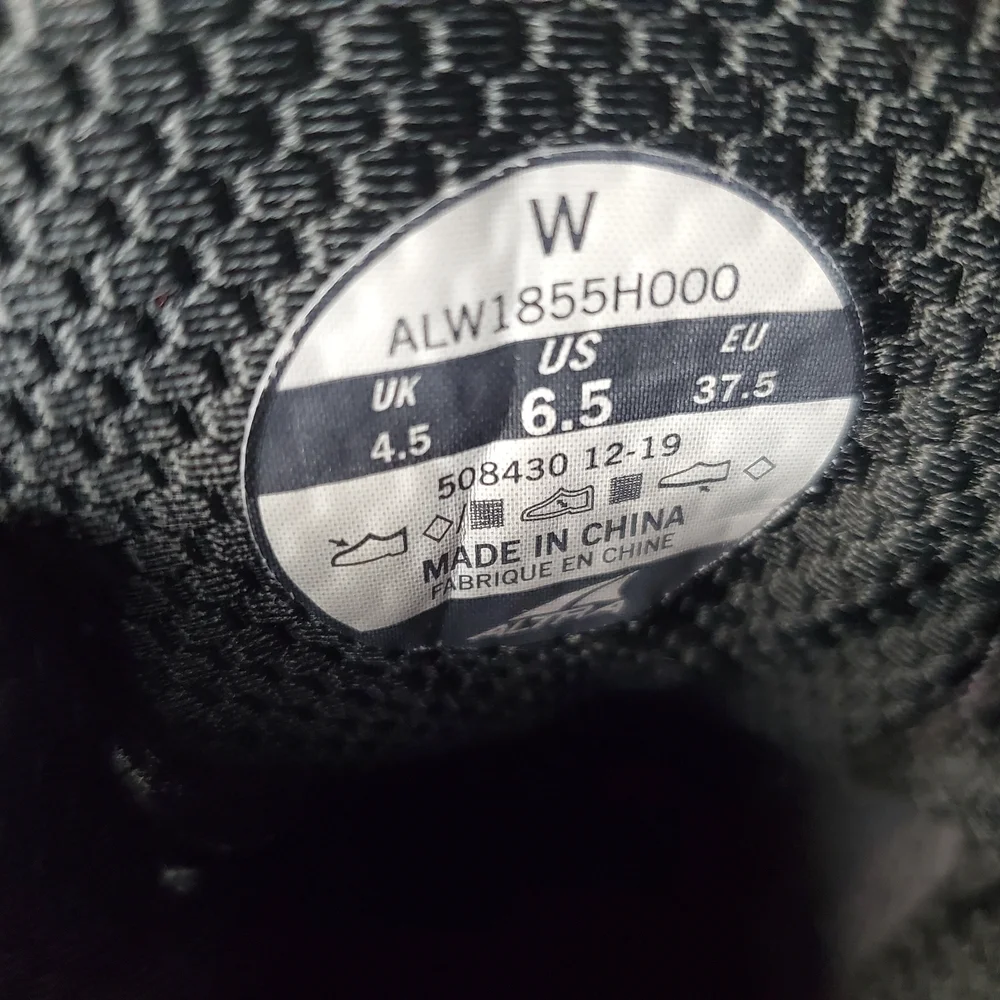 W
ALW1855H000
UK US EU
4.5 6.5 37.5
508430 12-19
MADE IN CHINA
FABRIQUE EN CHINE
ALTRA